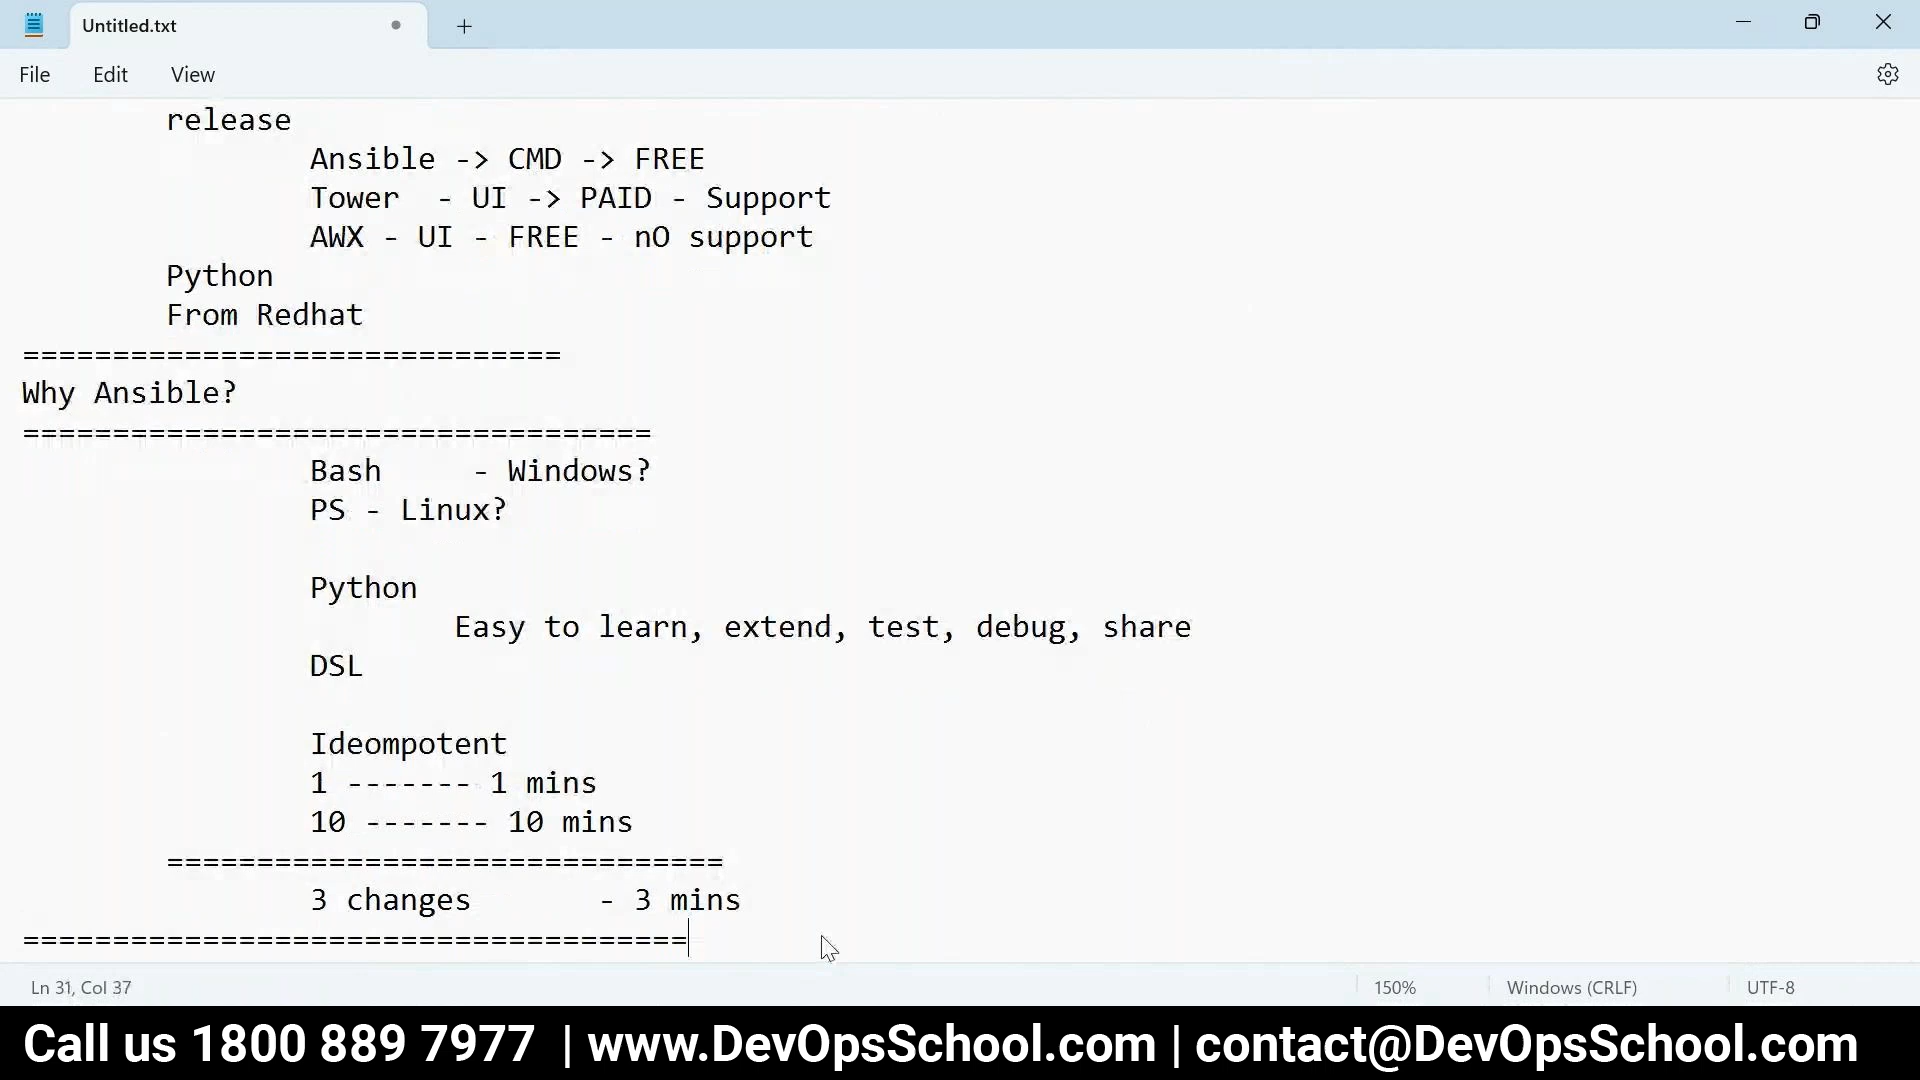 Untitled.txt
File Edit View
release
Ansible -> CMD -> FREE
Tower - UI -> PAID - Support
AWX - UI - FREE - nO support
Python
From Redhat
==============================
Why Ansible?
===================================
Bash - Windows?
PS - Linux?
Python
Easy to learn, extend, test, debug, share
DSL
Ideompotent
1 ------- 1 mins
10 ------- 10 mins
===============================
3 changes - 3 mins
=====================================
Ln 31, Col 37 150% Windows (CRLF) UTF-8
Call us 1800 889 7977 | www.DevOpsSchool.com | contact@DevOpsSchool.com